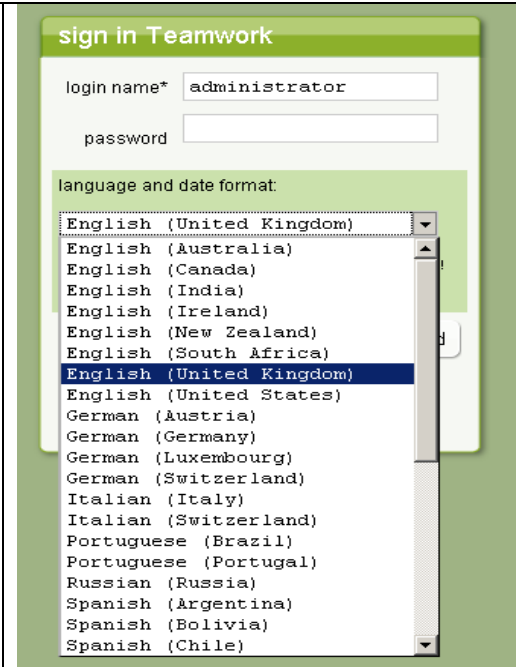 sign in Teamwork
login name* administrator
password
language and date format:
English (United Kingdom)
English (Australia)
English (Canada)
!
English (India)
English (Ireland)
English (New Zealand)
English (South Africa)
English (United Kingdom)
English (United States)
German (Austria)
German (Germany)
German (Luxembourg)
German (Switzerland)
Italian (Italy)
Italian (Switzerland)
Portuguese (Brazil)
Portuguese (Portugal)
Russian (Russia)
Spanish (Argentina)
Spanish (Bolivia)
Spanish (Chile)